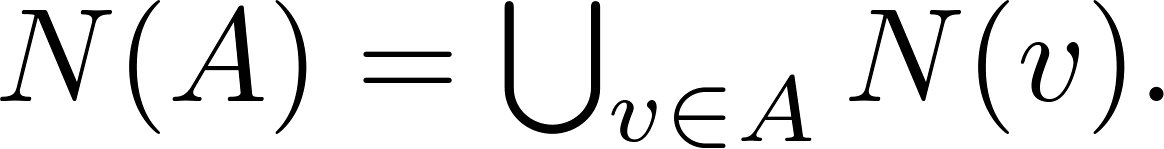 N(A) = ⋃_{v∈A} N(v).